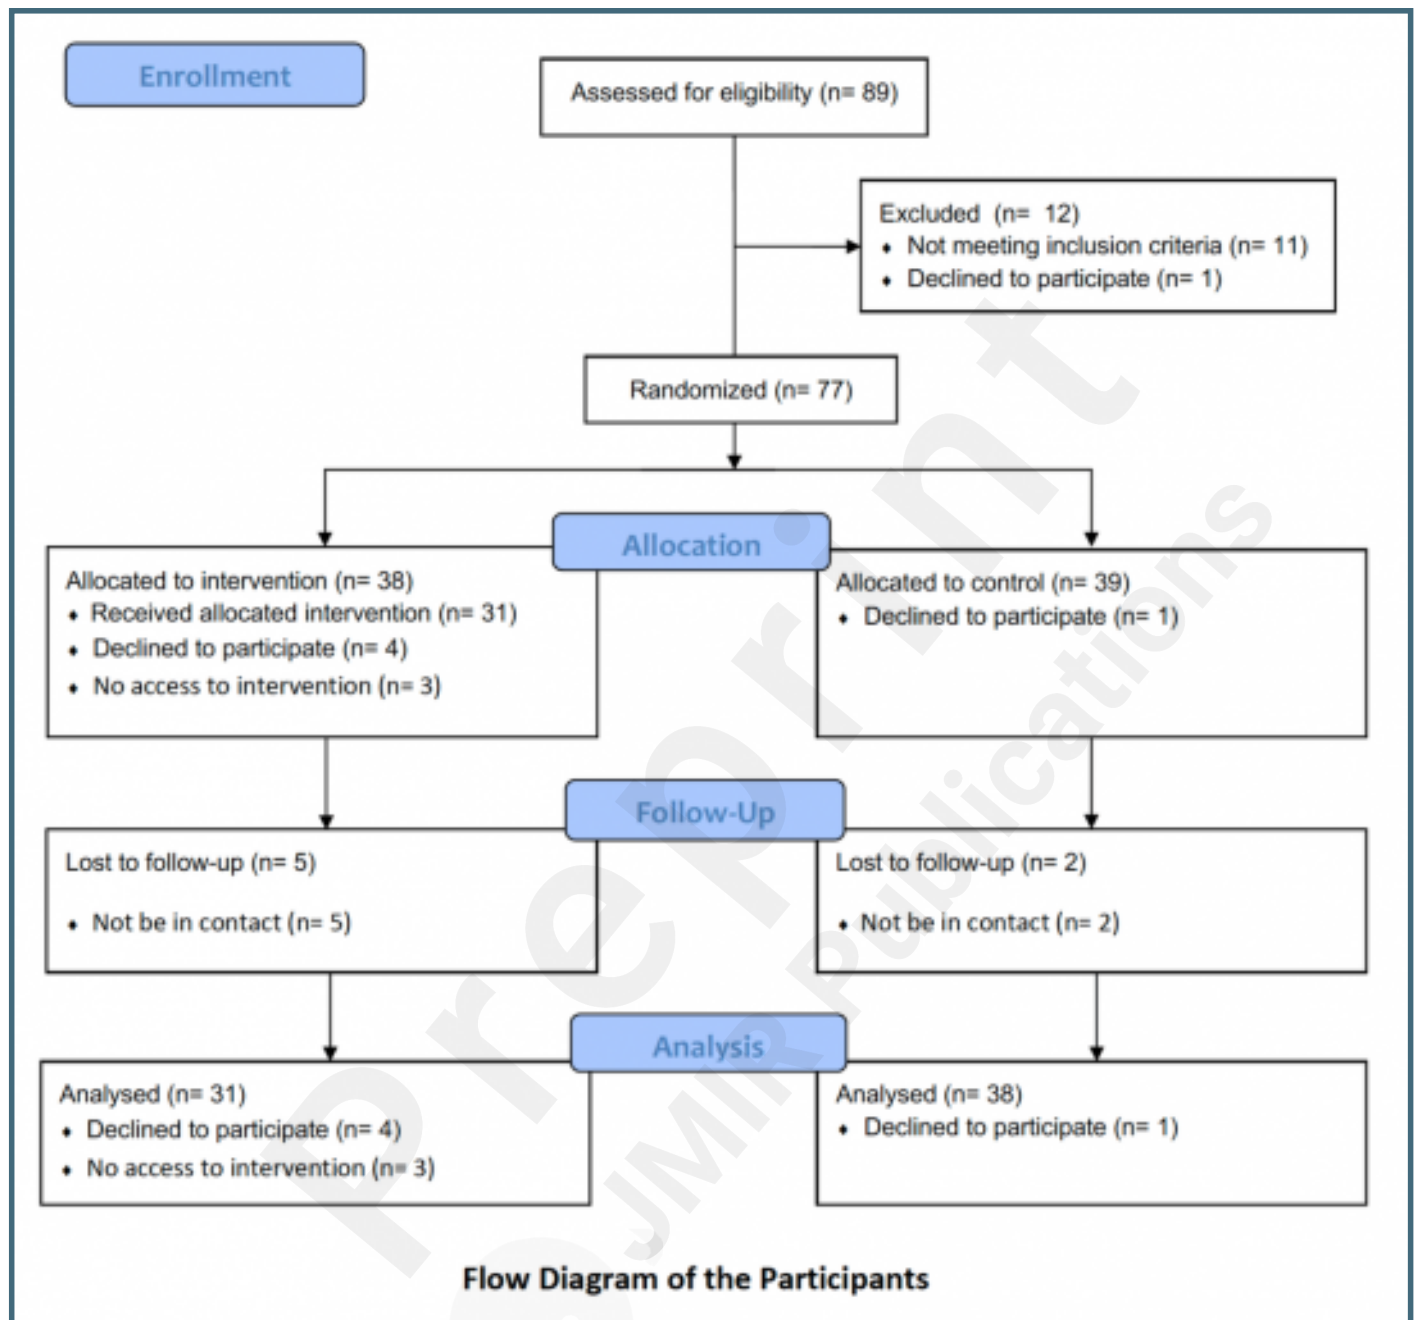 Enrollment
Assessed for eligibility (n= 89)
Excluded (n= 12)
♦ Not meeting inclusion criteria (n= 11)
♦ Declined to participate (n= 1)
Randomized (n= 77)
Allocation
Allocated to intervention (n= 38)
♦ Received allocated intervention (n= 31)
♦ Declined to participate (n= 4)
♦ No access to intervention (n= 3)
Allocated to control (n= 39)
♦ Declined to participate (n= 1)
Follow-Up
Lost to follow-up (n= 5)
♦ Not be in contact (n= 5)
Lost to follow-up (n= 2)
♦ Not be in contact (n= 2)
Analysis
Analysed (n= 31)
♦ Declined to participate (n= 4)
♦ No access to intervention (n= 3)
Analysed (n= 38)
♦ Declined to participate (n= 1)
Flow Diagram of the Participants
Preprint
JMIR Publications